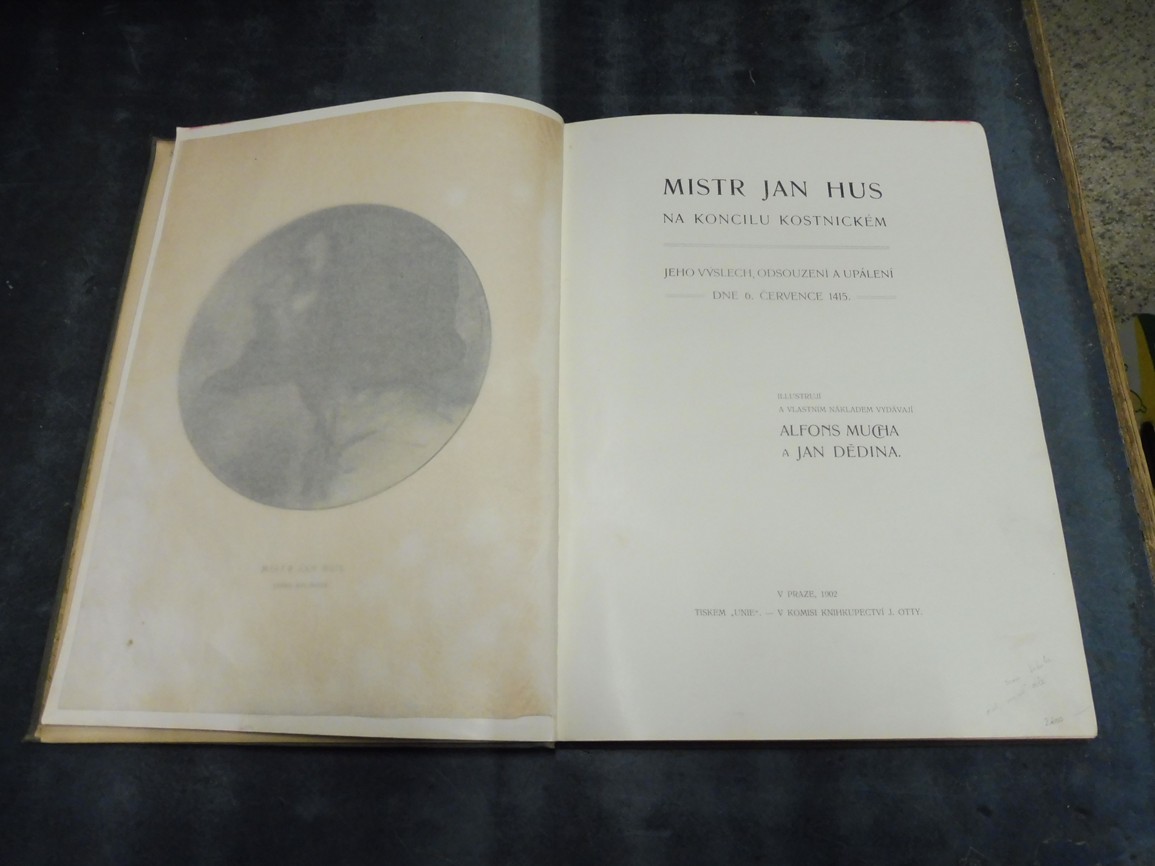 MISTR JAN HUS
NA KONCILU KOSTNICKÉM
JEHO VÝSLECH, ODSOUZENÍ A UPÁLENÍ
DNE 6. ČERVENCE 1415.
ILLUSTRUJÍ
A VLASTNÍM NÁKLADEM VYDÁVAJÍ
ALFONS MUCHA
A JAN DĚDINA.
V PRAZE, 1902
TISKEM „UNIE“. — V KOMISI KNIHKUPECTVÍ J. OTTY.